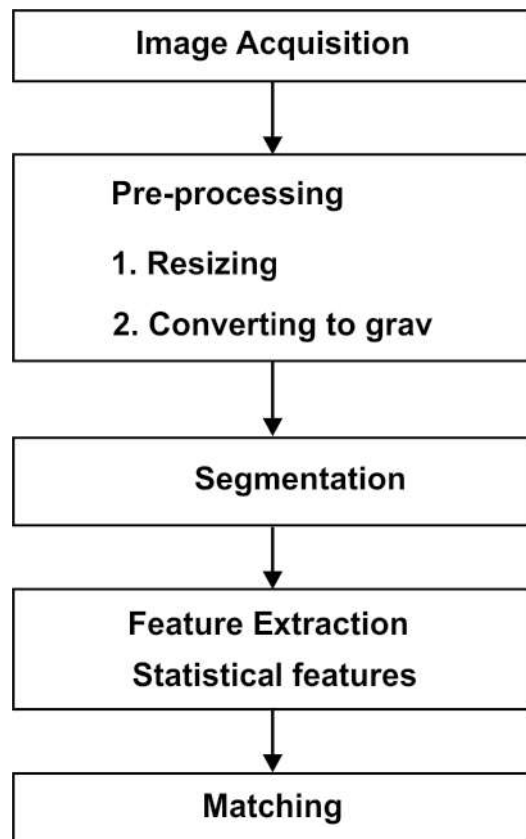 Image Acquisition
Pre-processing
1. Resizing
2. Converting to grav
Segmentation
Feature Extraction
Statistical features
Matching